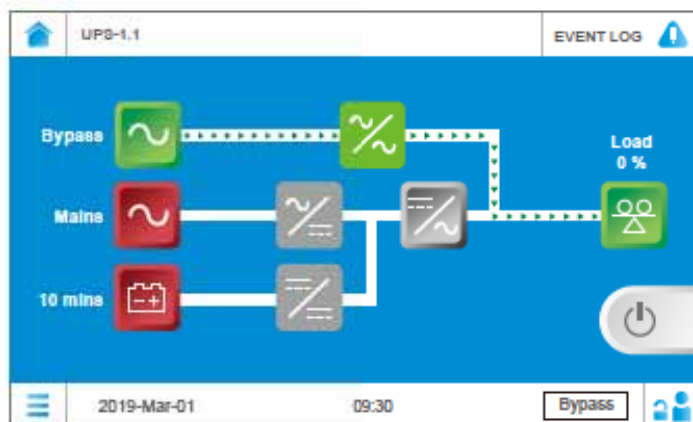 UPS-1.1
EVENT LOG
Bypass
Load
0 %
Mains
10 mins
2019-Mar-01
09:30
Bypass